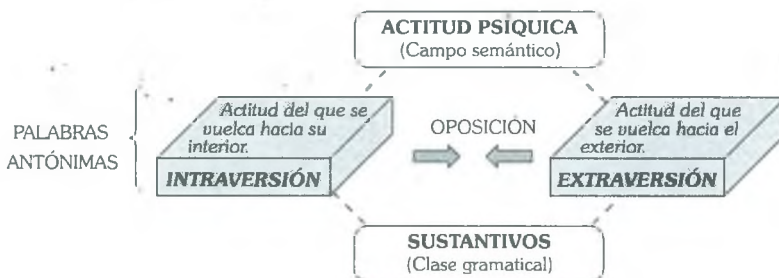 ACTITUD PSÍQUICA
(Campo semántico)
PALABRAS
ANTÓNIMAS
Actitud del que se
vuelca hacia su
interior.
INTRAVERSIÓN
OPOSICIÓN
Actitud del que
se vuelca hacia el
exterior.
EXTRAVERSIÓN
SUSTANTIVOS
(Clase gramatical)